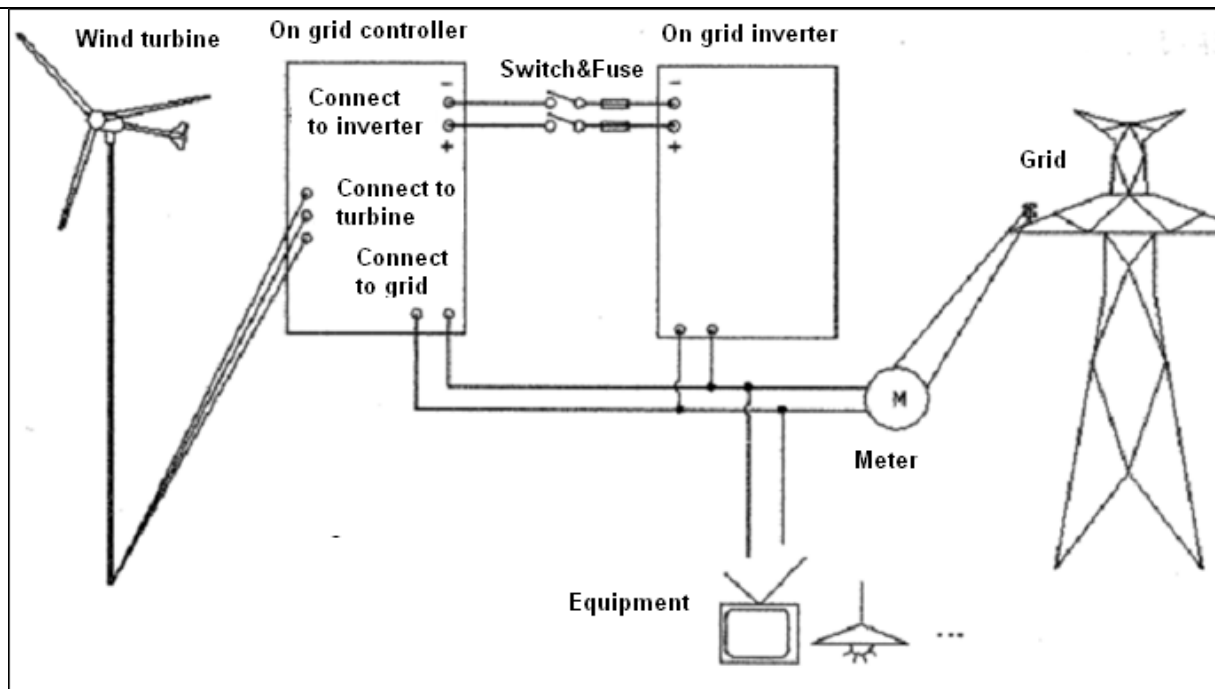 Wind turbine
On grid controller
On grid inverter
Switch&Fuse
−
−
Connect
to inverter
+
+
Grid
Connect to
turbine
Connect
to grid
M
Meter
Equipment
...